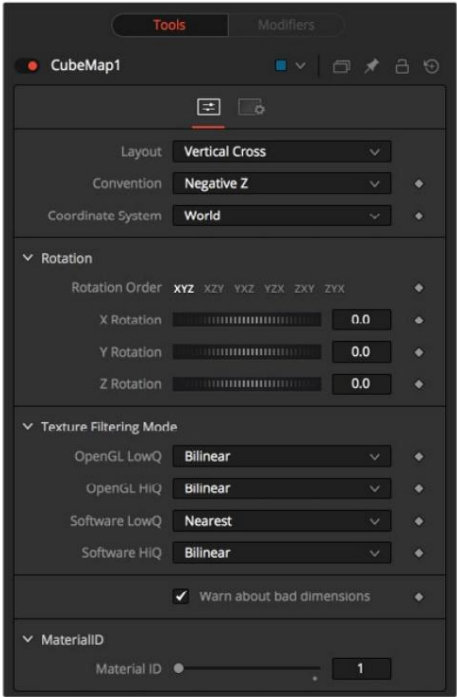 Tools Modifiers
CubeMap1
Layout Vertical Cross
Convention Negative Z
Coordinate System World
Rotation
Rotation Order XYZ XZY YXZ YZX ZXY ZYX
X Rotation 0.0
Y Rotation 0.0
Z Rotation 0.0
Texture Filtering Mode
OpenGL LowQ Bilinear
OpenGL HiQ Bilinear
Software LowQ Nearest
Software HiQ Bilinear
Warn about bad dimensions
MaterialID
Material ID 1